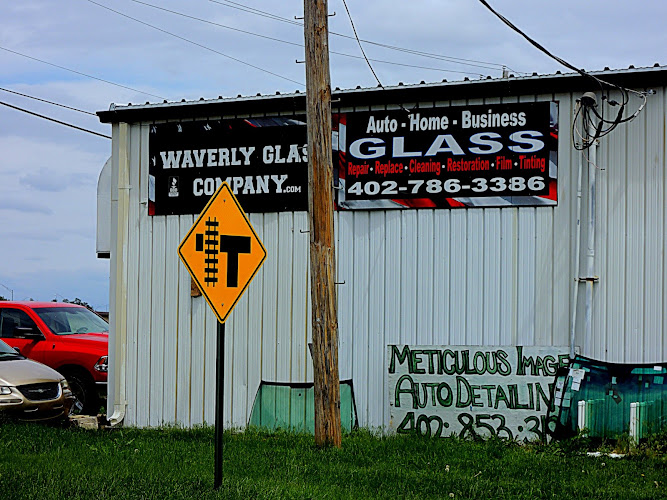 WAVERLY GLAS
COMPANY.COM
Auto - Home - Business
GLASS
Repair • Replace • Cleaning • Restoration • Film • Tinting
402-786-3386
METICULOUS IMAGE
AUTO DETAILIN
402.853.31